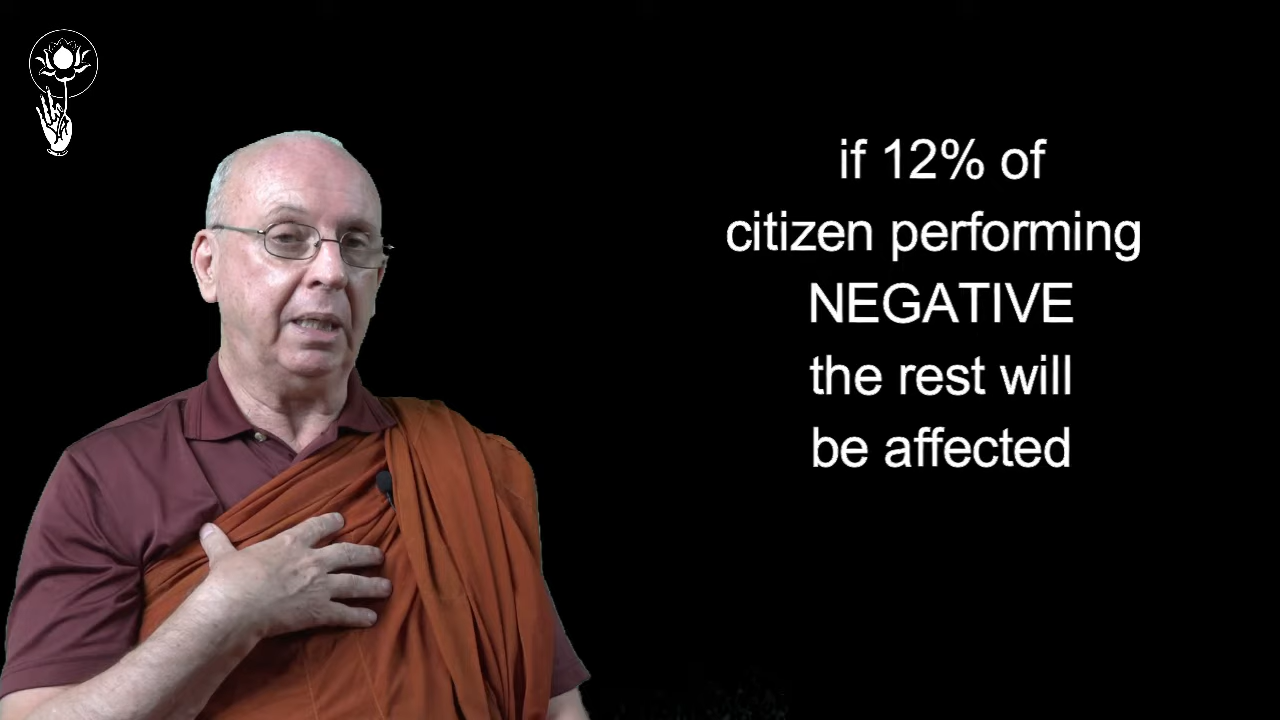 if 12% of
citizen performing
NEGATIVE
the rest will
be affected